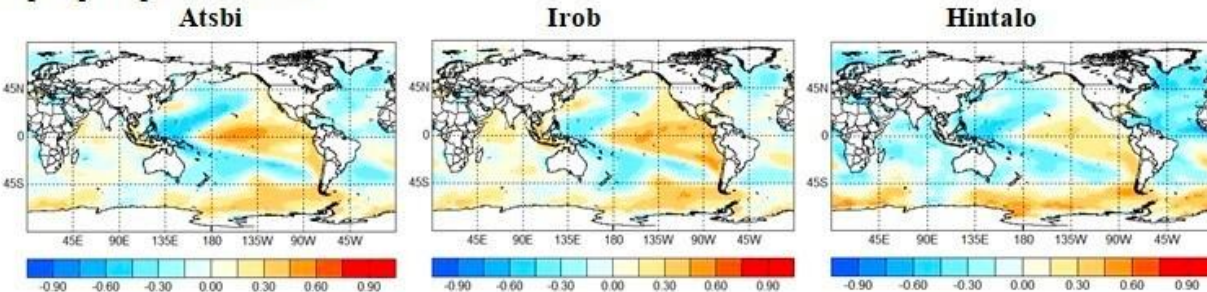 Atsbi Irob Hintalo
45N 45N 45N
0 0 0
45S 45S 45S
45E 90E 135E 180 135W 90W 45W 45E 90E 135E 180 135W 90W 45W 45E 90E 135E 180 135W 90W 45W
-0.90 -0.60 -0.30 0.00 0.30 0.60 0.90 -0.90 -0.60 -0.30 0.00 0.30 0.60 0.90 -0.90 -0.60 -0.30 0.00 0.30 0.60 0.90